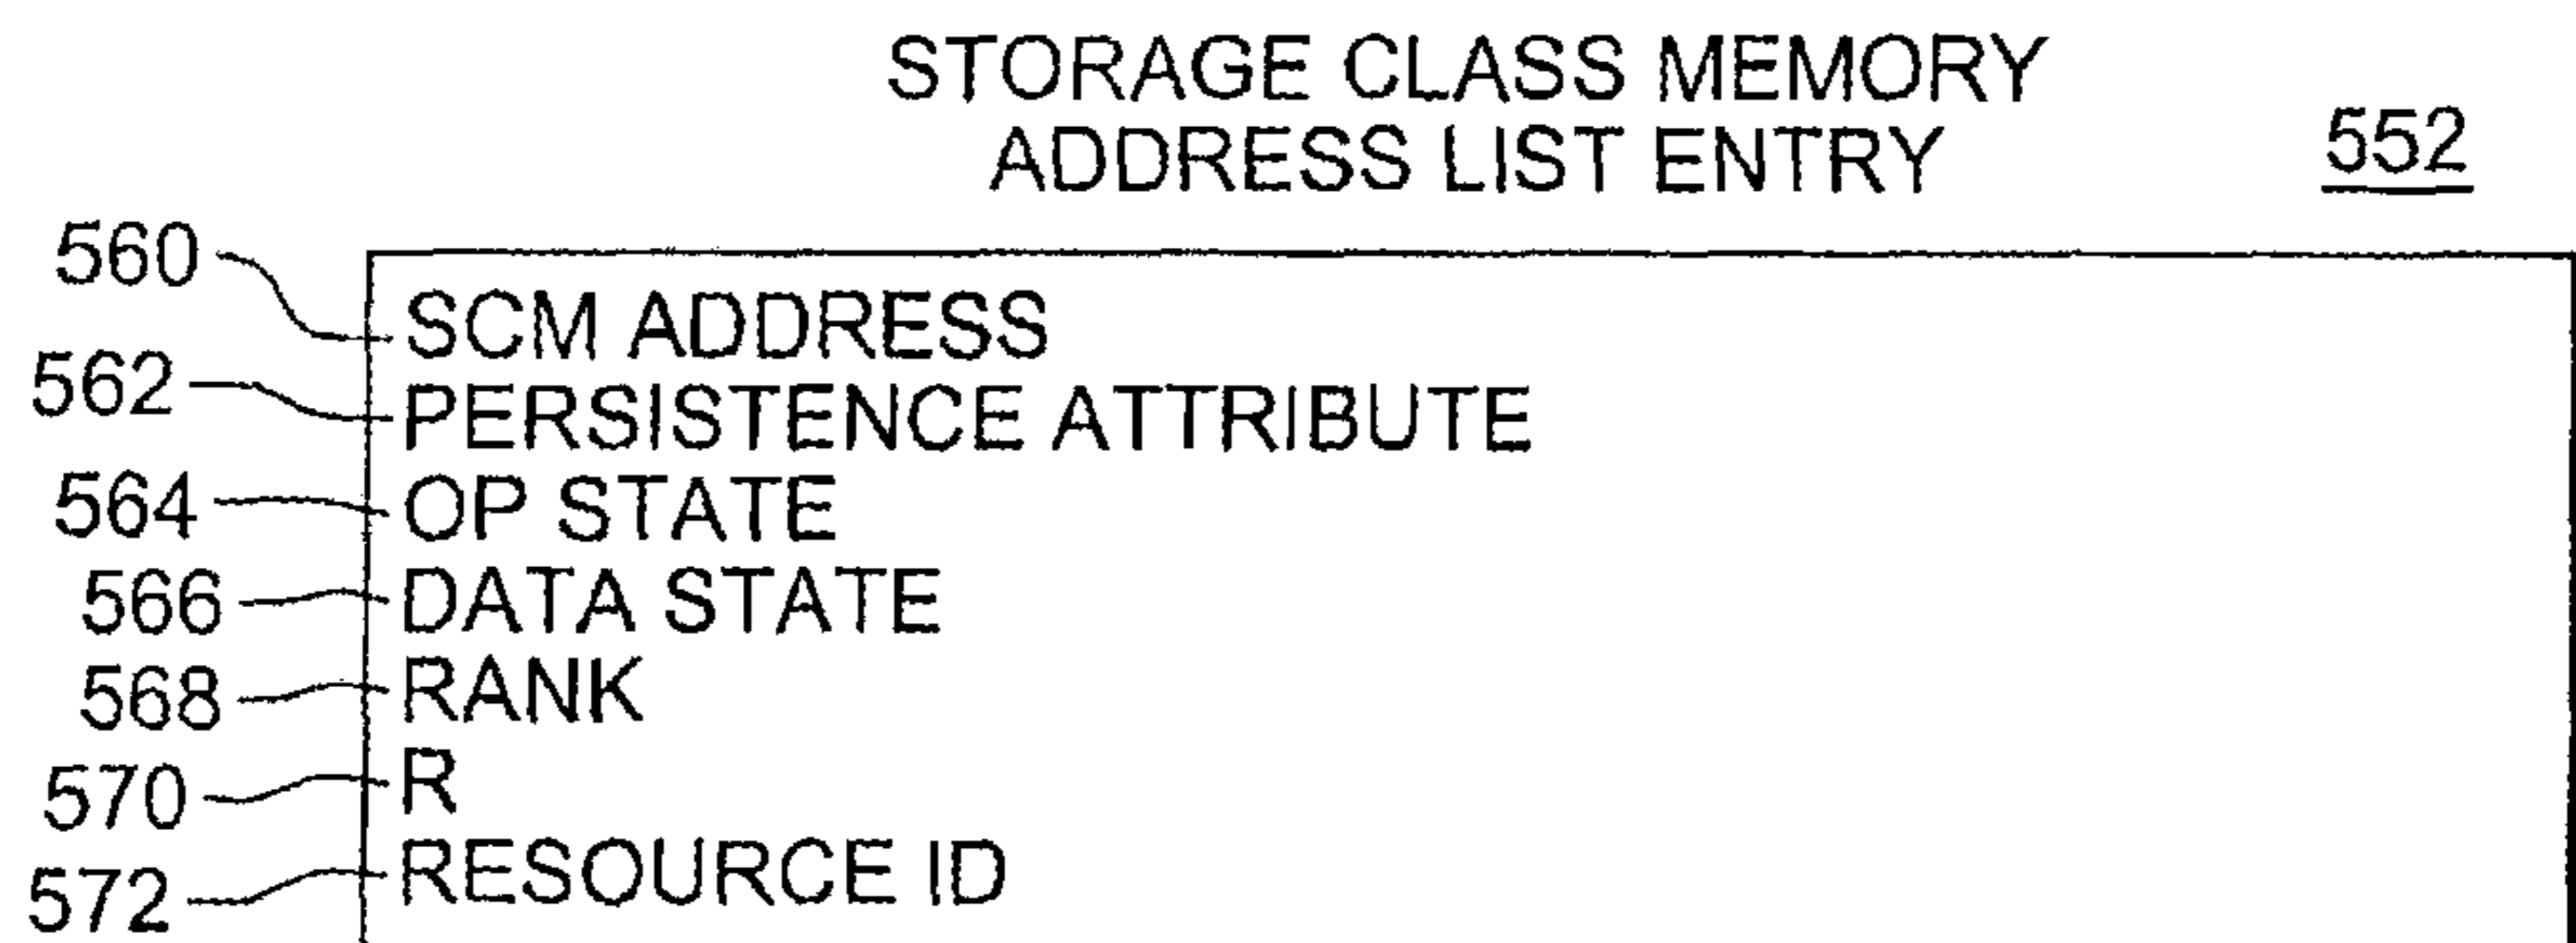 STORAGE CLASS MEMORY
ADDRESS LIST ENTRY 552
560 SCM ADDRESS
562 PERSISTENCE ATTRIBUTE
564 OP STATE
566 DATA STATE
568 RANK
570 R
572 RESOURCE ID